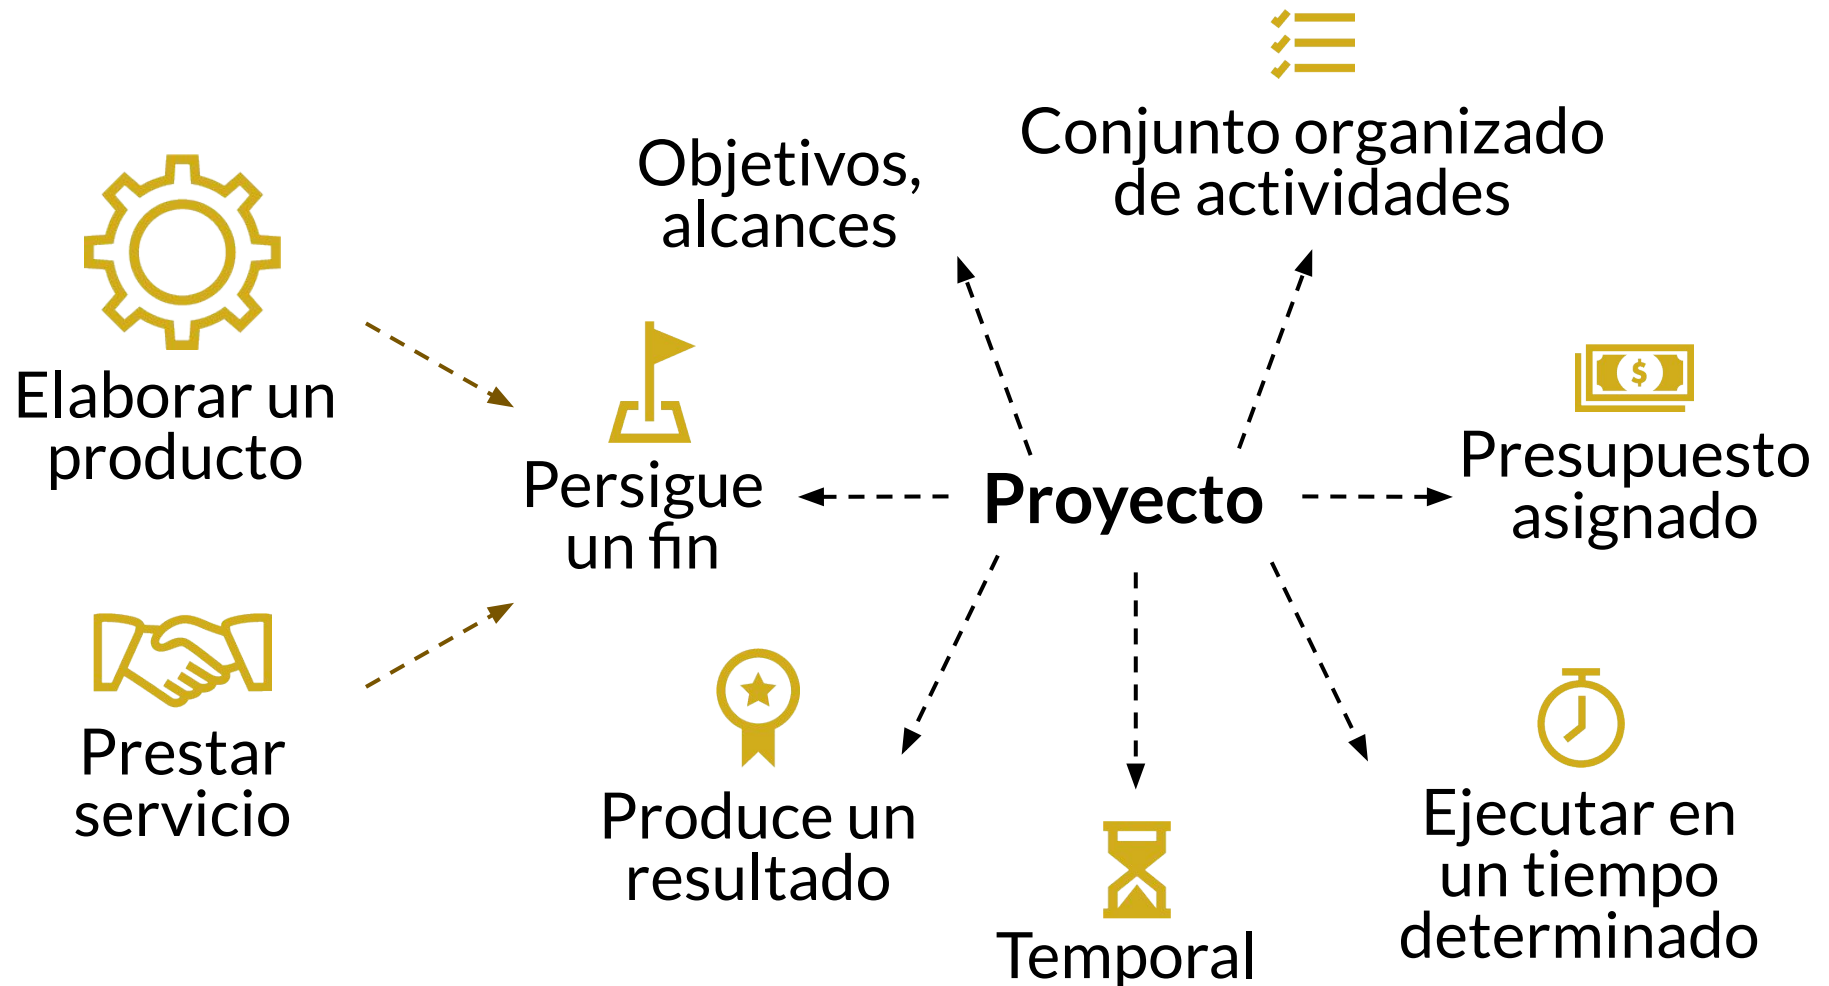 Conjunto organizado
de actividades
Objetivos,
alcances
Elaborar un
producto
Persigue
un fin
Proyecto
Presupuesto
asignado
$
Prestar
servicio
Produce un
resultado
Temporal
Ejecutar en
un tiempo
determinado